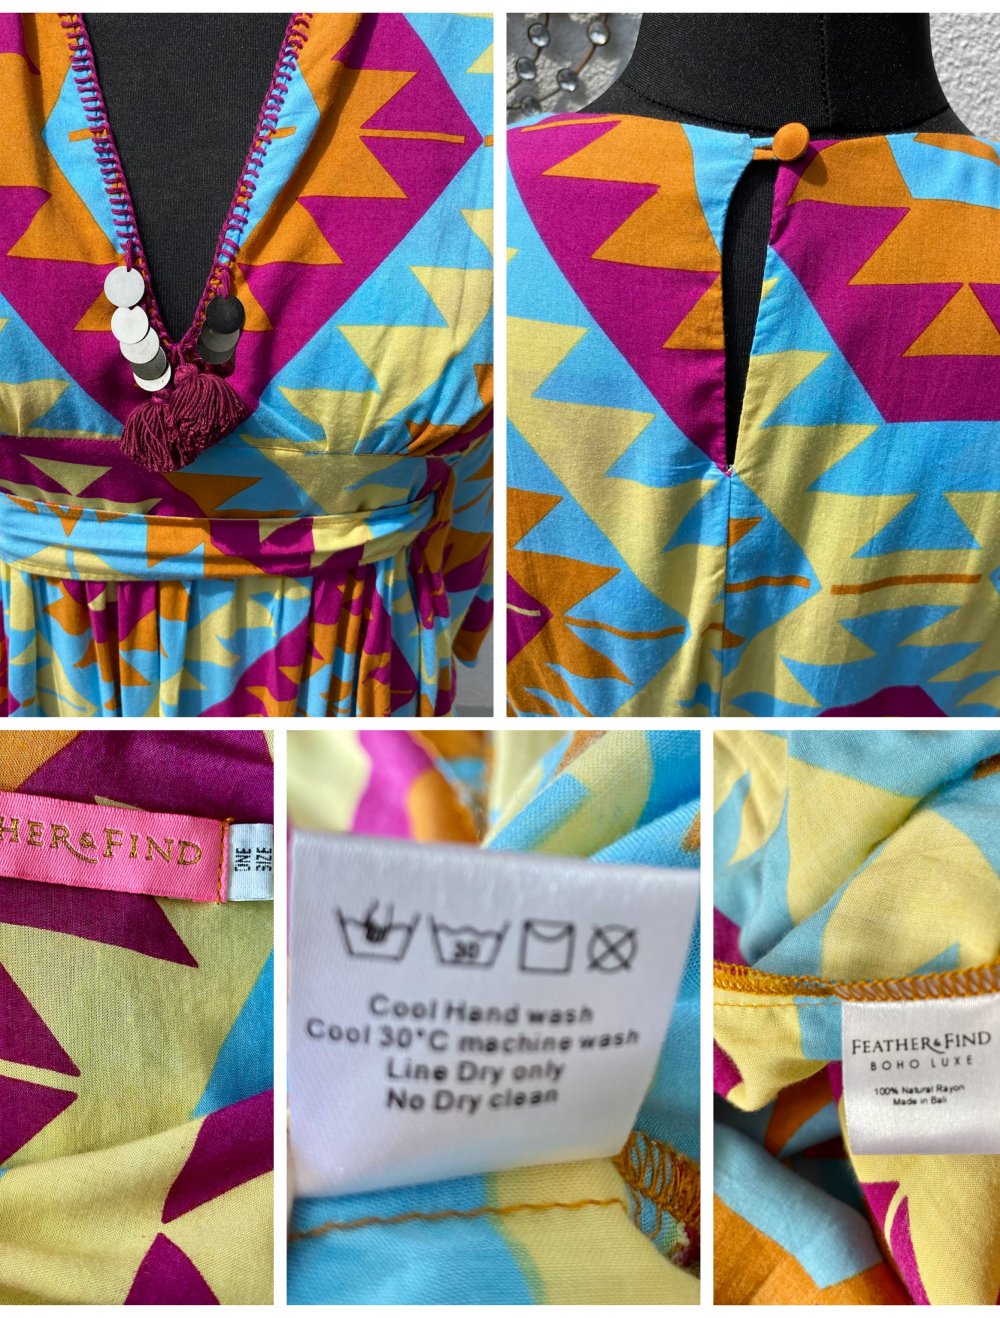 HER&FIND
ONE
SIZE
30
Cool Hand wash
Cool 30°C machine wash
Line Dry only
No Dry clean
FEATHER&FIND
BOHO LUXE
100% Natural Rayon
Made in Bali